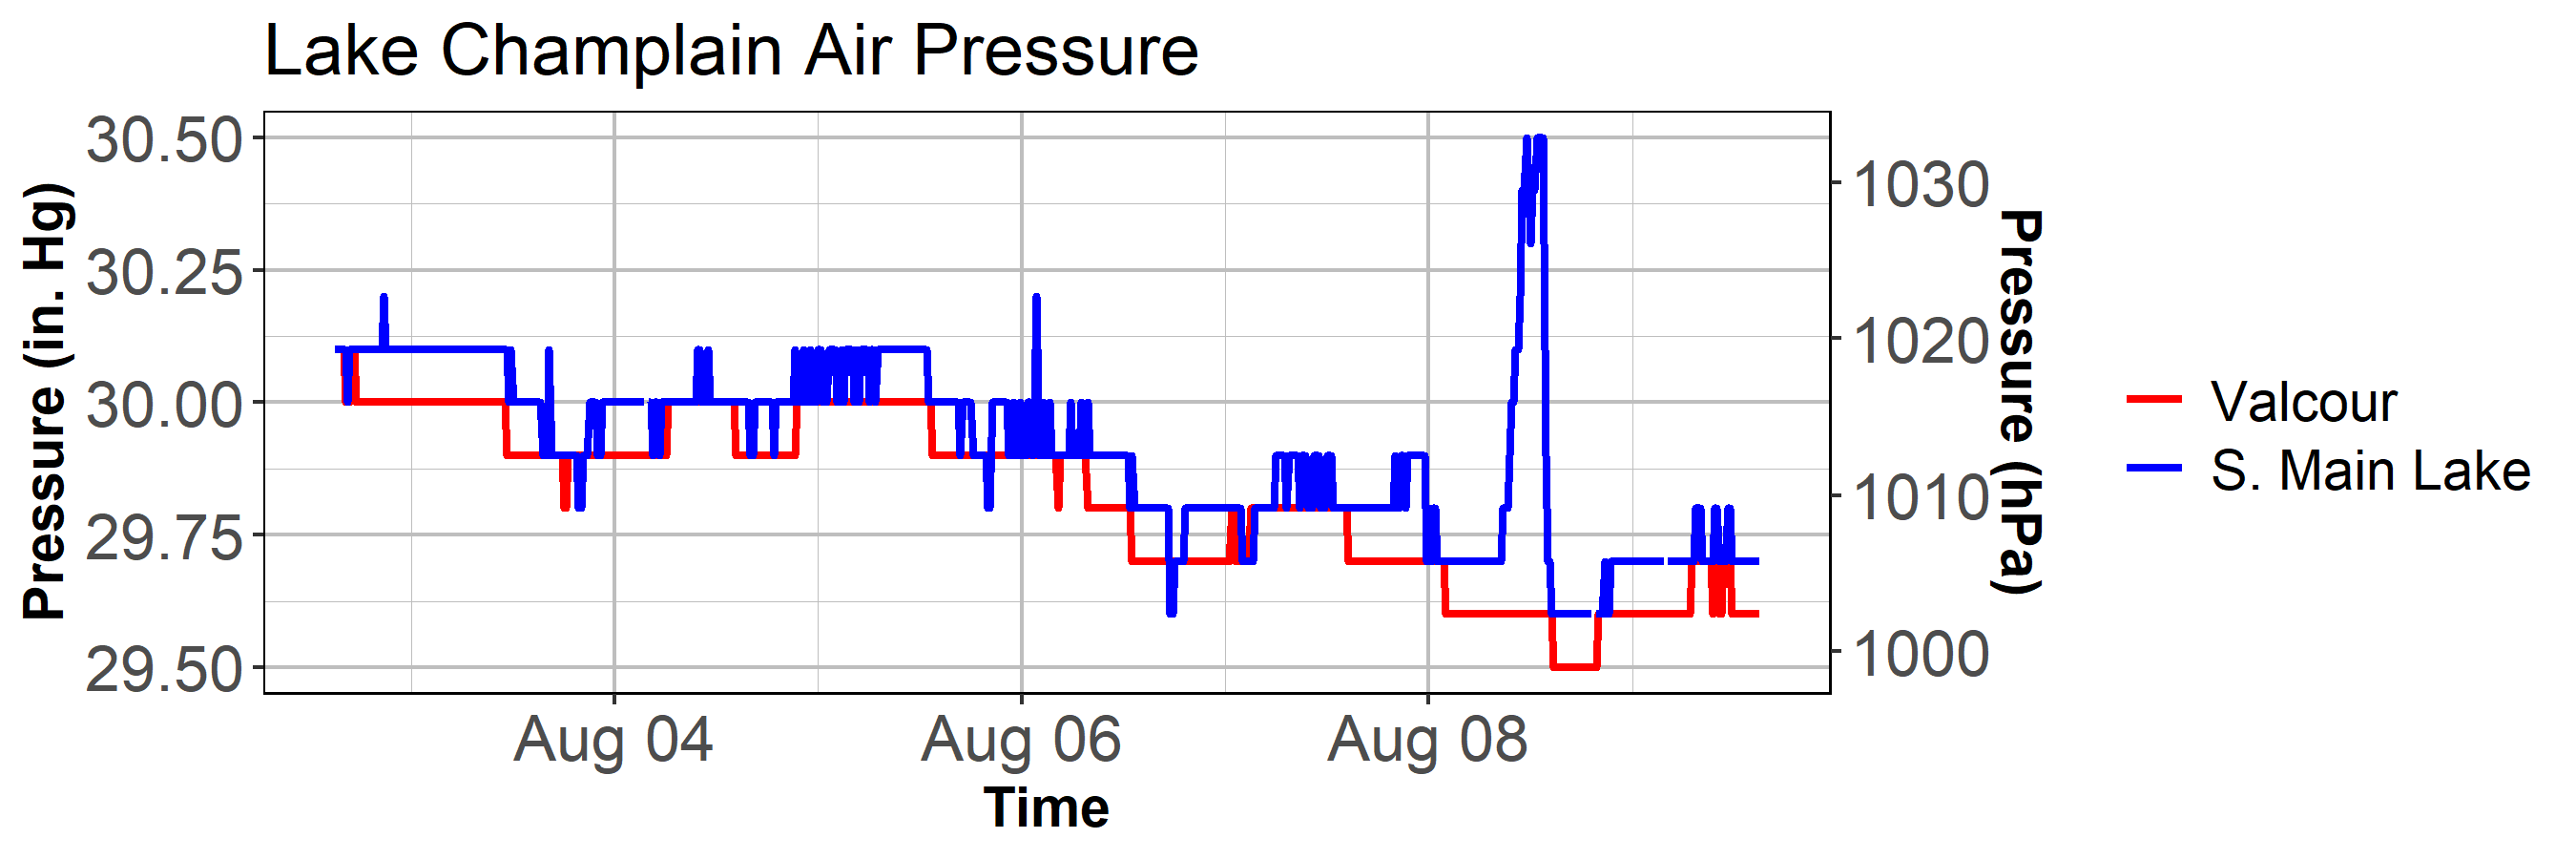 Lake Champlain Air Pressure
Pressure (in. Hg)
30.50
30.25
30.00
29.75
29.50
1030
1020
1010
1000
Pressure (hPa)
Aug 04 Aug 06 Aug 08
Time
Valcour
S. Main Lake